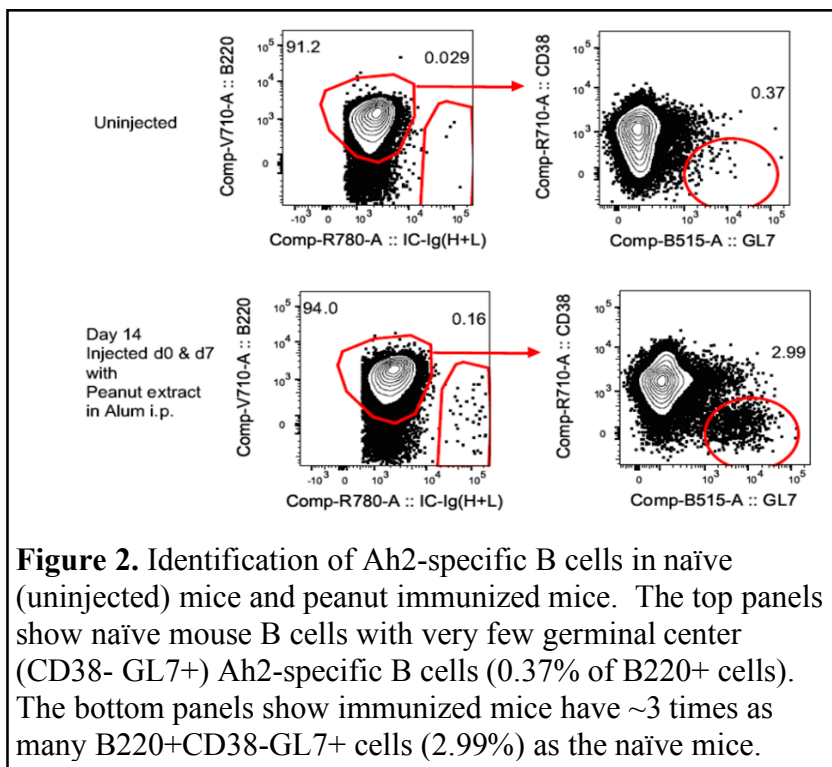 Comp-V710-A :: B220
10⁵
10⁴
10³
0
91.2
0.029
-10³ 0 10³ 10⁴ 10⁵
Comp-R780-A :: IC-Ig(H+L)
Uninjected
Comp-R710-A :: CD38
10⁵
10⁴
10³
0
0.37
0 10³ 10⁴ 10⁵
Comp-B515-A :: GL7
Day 14
Injected d0 & d7
with
Peanut extract
in Alum i.p.
Comp-V710-A :: B220
10⁵
10⁴
10³
0
94.0
0.16
0 10³ 10⁴ 10⁵
Comp-R780-A :: IC-Ig(H+L)
Comp-R710-A :: CD38
10⁵
10⁴
10³
0
2.99
0 10³ 10⁴ 10⁵
Comp-B515-A :: GL7
Figure 2. Identification of Ah2-specific B cells in naïve
(uninjected) mice and peanut immunized mice.  The top panels
show naïve mouse B cells with very few germinal center
(CD38- GL7+) Ah2-specific B cells (0.37% of B220+ cells).
The bottom panels show immunized mice have ~3 times as
many B220+CD38-GL7+ cells (2.99%) as the naïve mice.